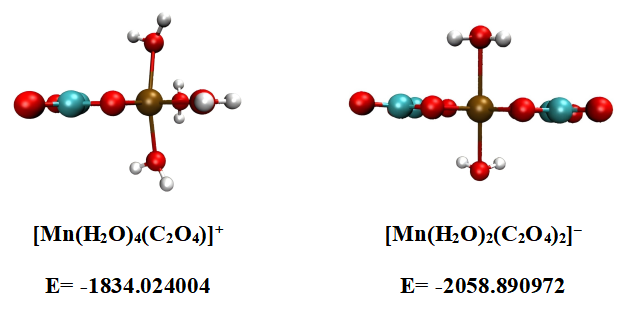 [Mn(H₂O)₄(C₂O₄)]⁺
[Mn(H₂O)₂(C₂O₄)₂]⁻
E= -1834.024004
E= -2058.890972